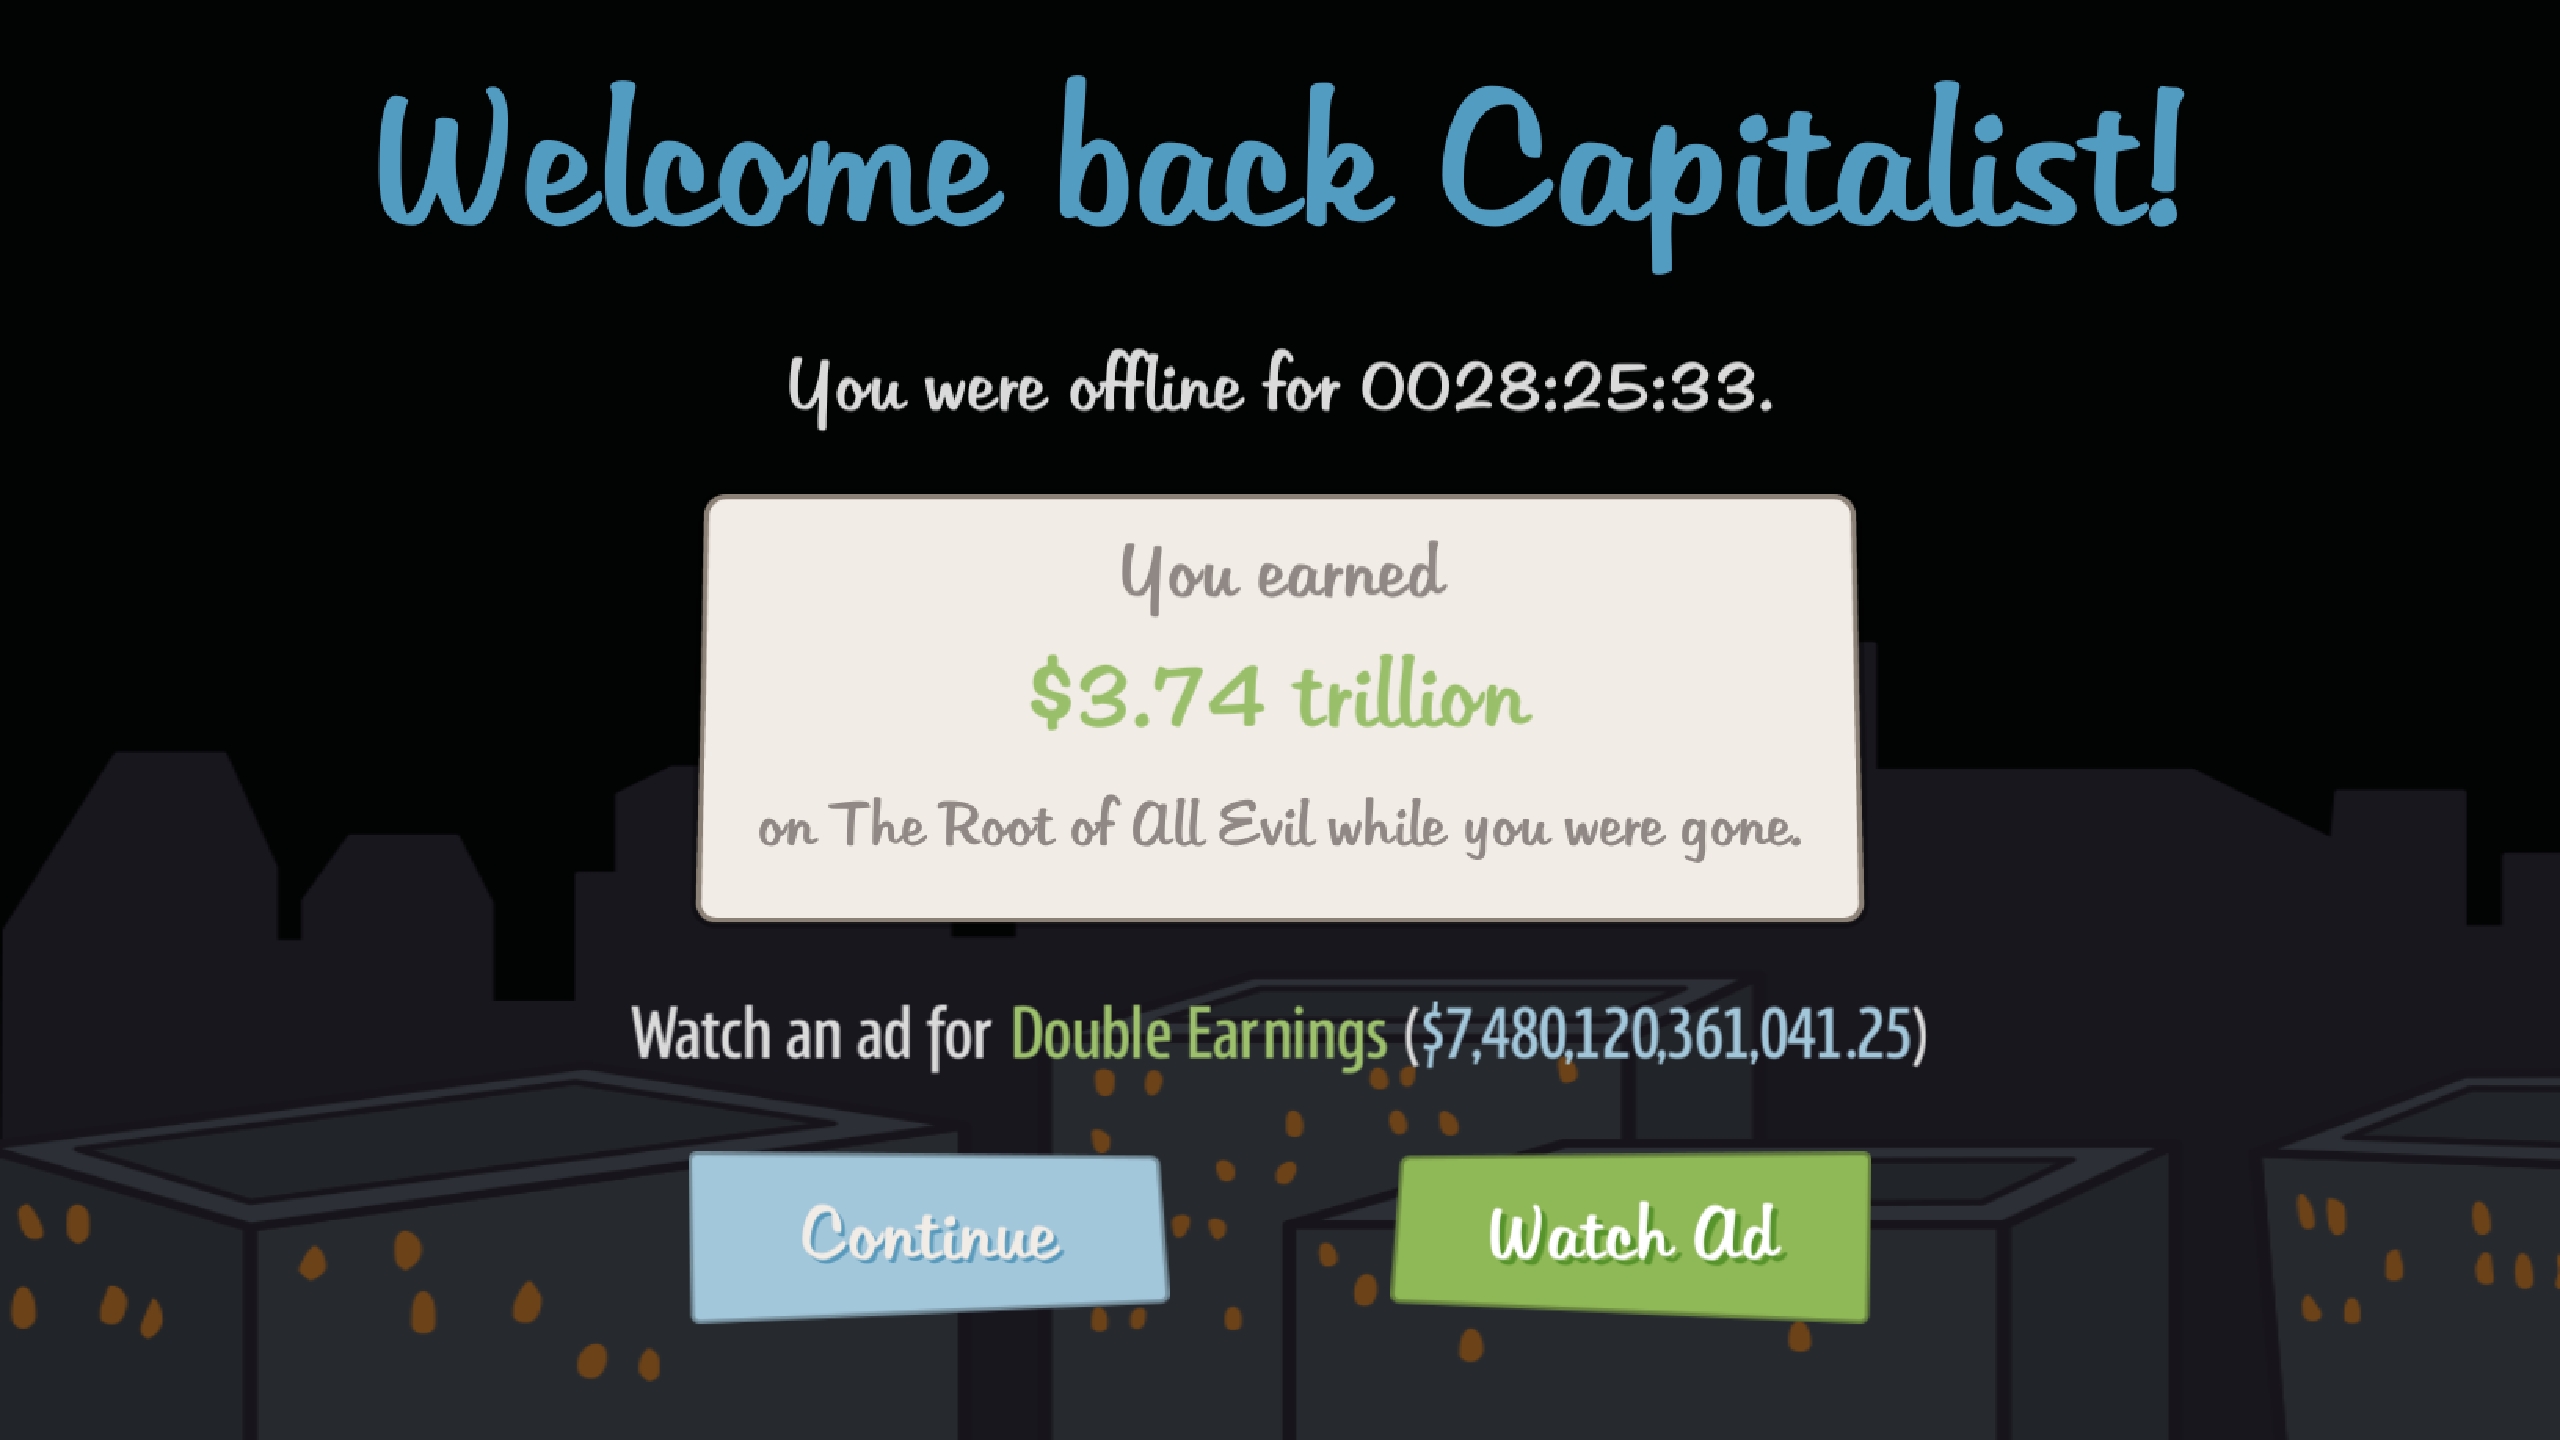 Welcome back Capitalist!
You were offline for 0028:25:33.
You earned
$3.74 trillion
on The Root of All Evil while you were gone.
Watch an ad for Double Earnings ($7,480,120,361,041.25)
Continue
Watch Ad